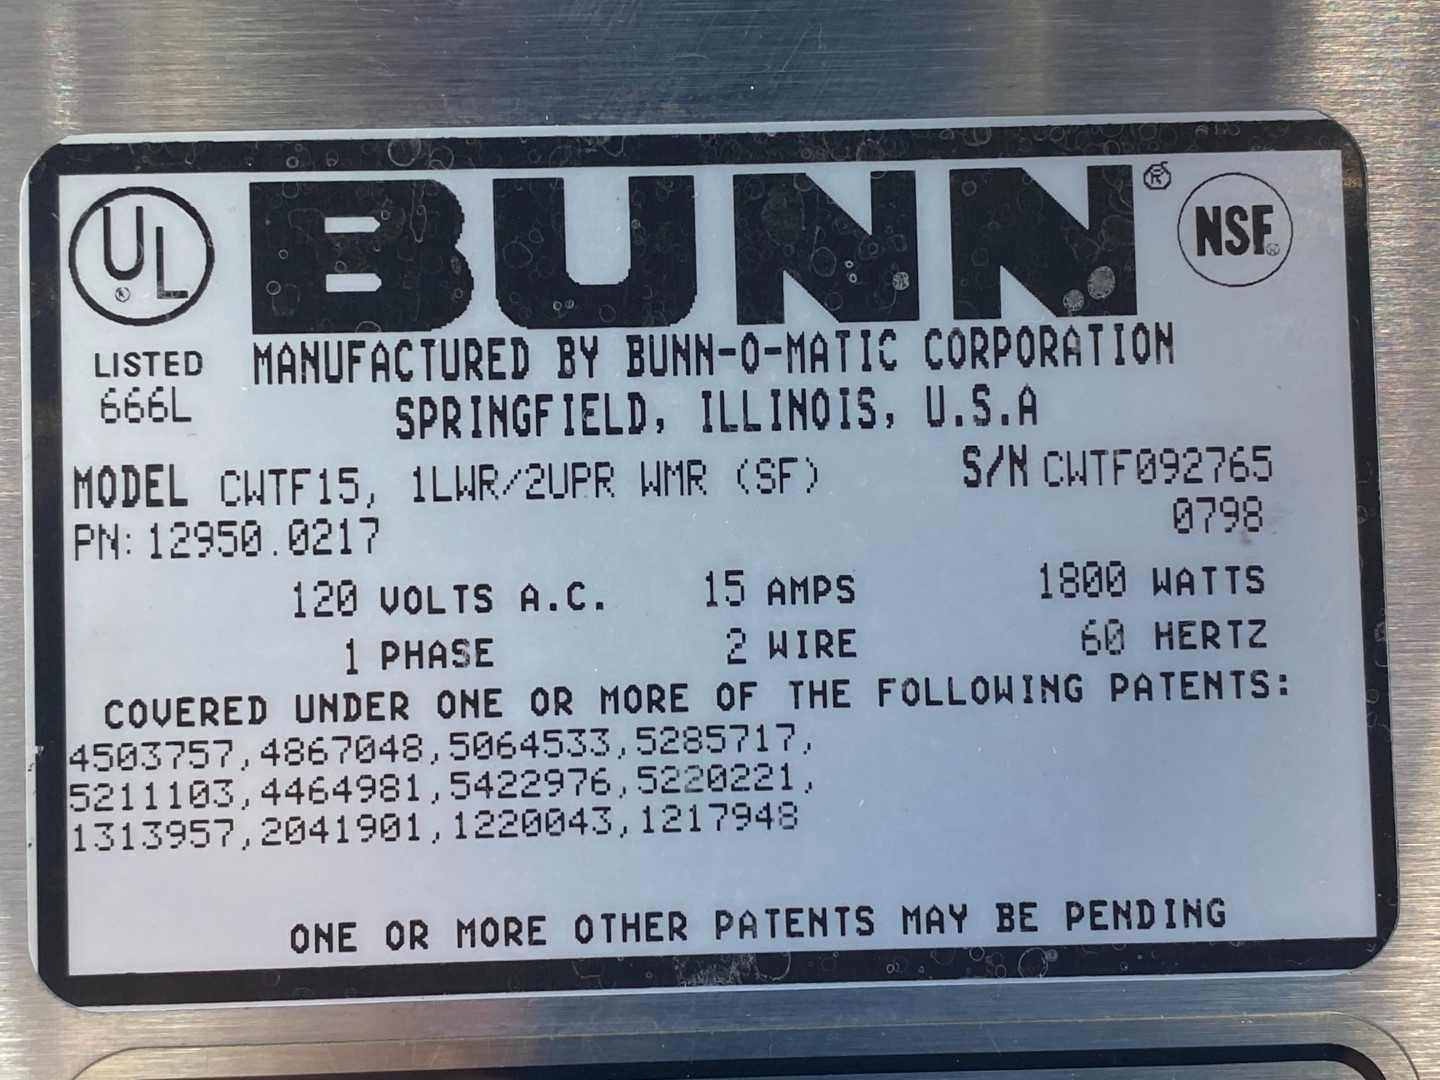 UL
®
LISTED
666L
BUNN®
NSF®
MANUFACTURED BY BUNN-O-MATIC CORPORATION
SPRINGFIELD, ILLINOIS, U.S.A
MODEL CWTF15, 1LWR/2UPR WMR (SF)
S/N CWTF092765
PN: 12950.0217
0798
120 VOLTS A.C. 15 AMPS 1800 WATTS
1 PHASE 2 WIRE 60 HERTZ
COVERED UNDER ONE OR MORE OF THE FOLLOWING PATENTS:
4503757,4867048,5064533,5285717,
5211103,4464981,5422976,5220221,
1313957,2041901,1220043,1217948
ONE OR MORE OTHER PATENTS MAY BE PENDING